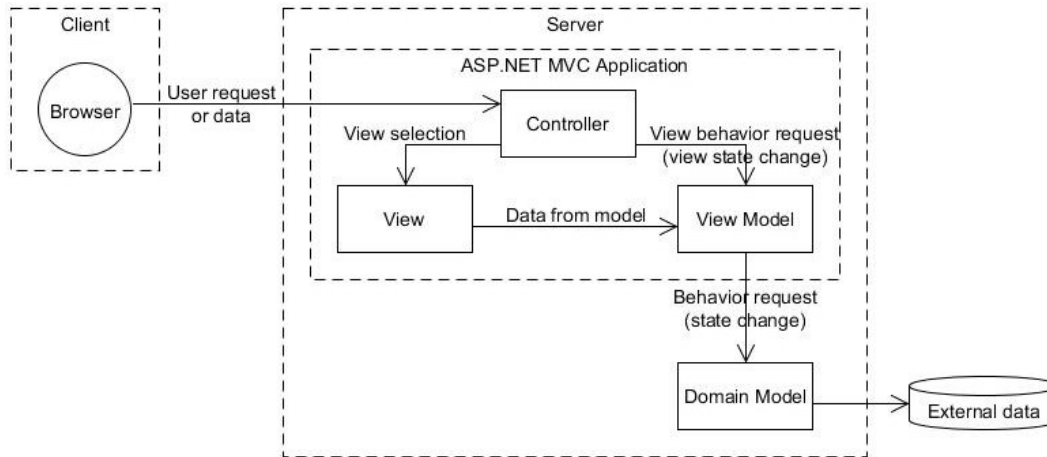 Client
Server
ASP.NET MVC Application
Browser
User request
or data
Controller
View selection
View behavior request
(view state change)
View
Data from model
View Model
Behavior request
(state change)
Domain Model
External data